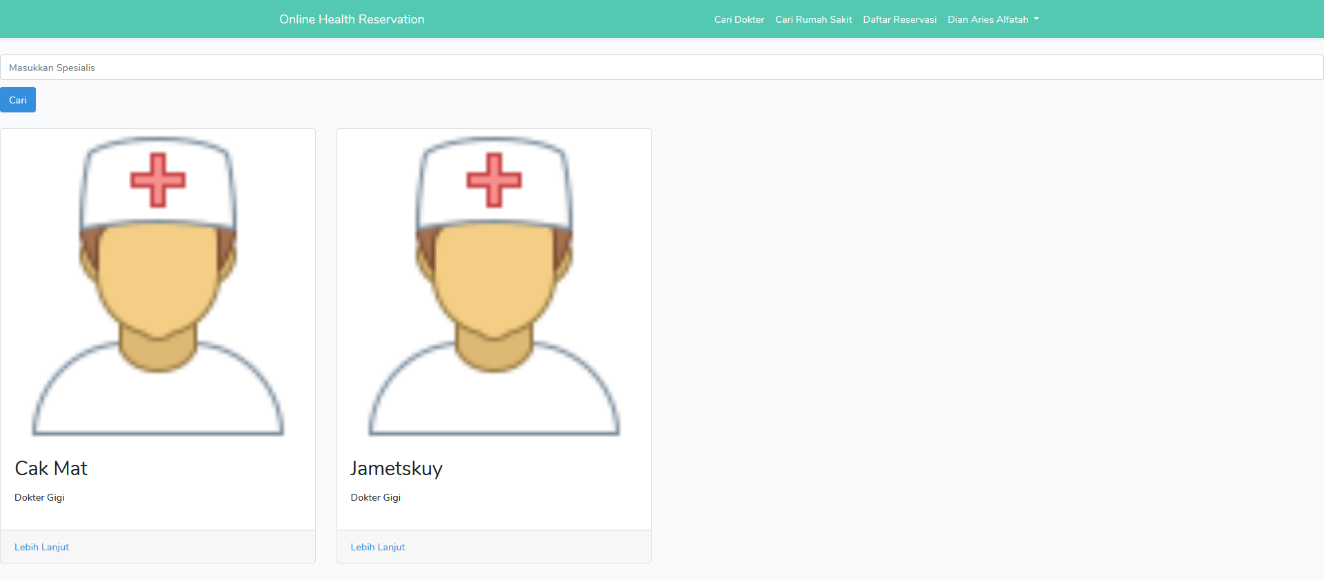 Online Health Reservation
Cari Dokter Cari Rumah Sakit Daftar Reservasi Dian Aries Alfatah
Masukkan Spesialis
Cari
Cak Mat
Dokter Gigi
Lebih Lanjut
Jametskuy
Dokter Gigi
Lebih Lanjut